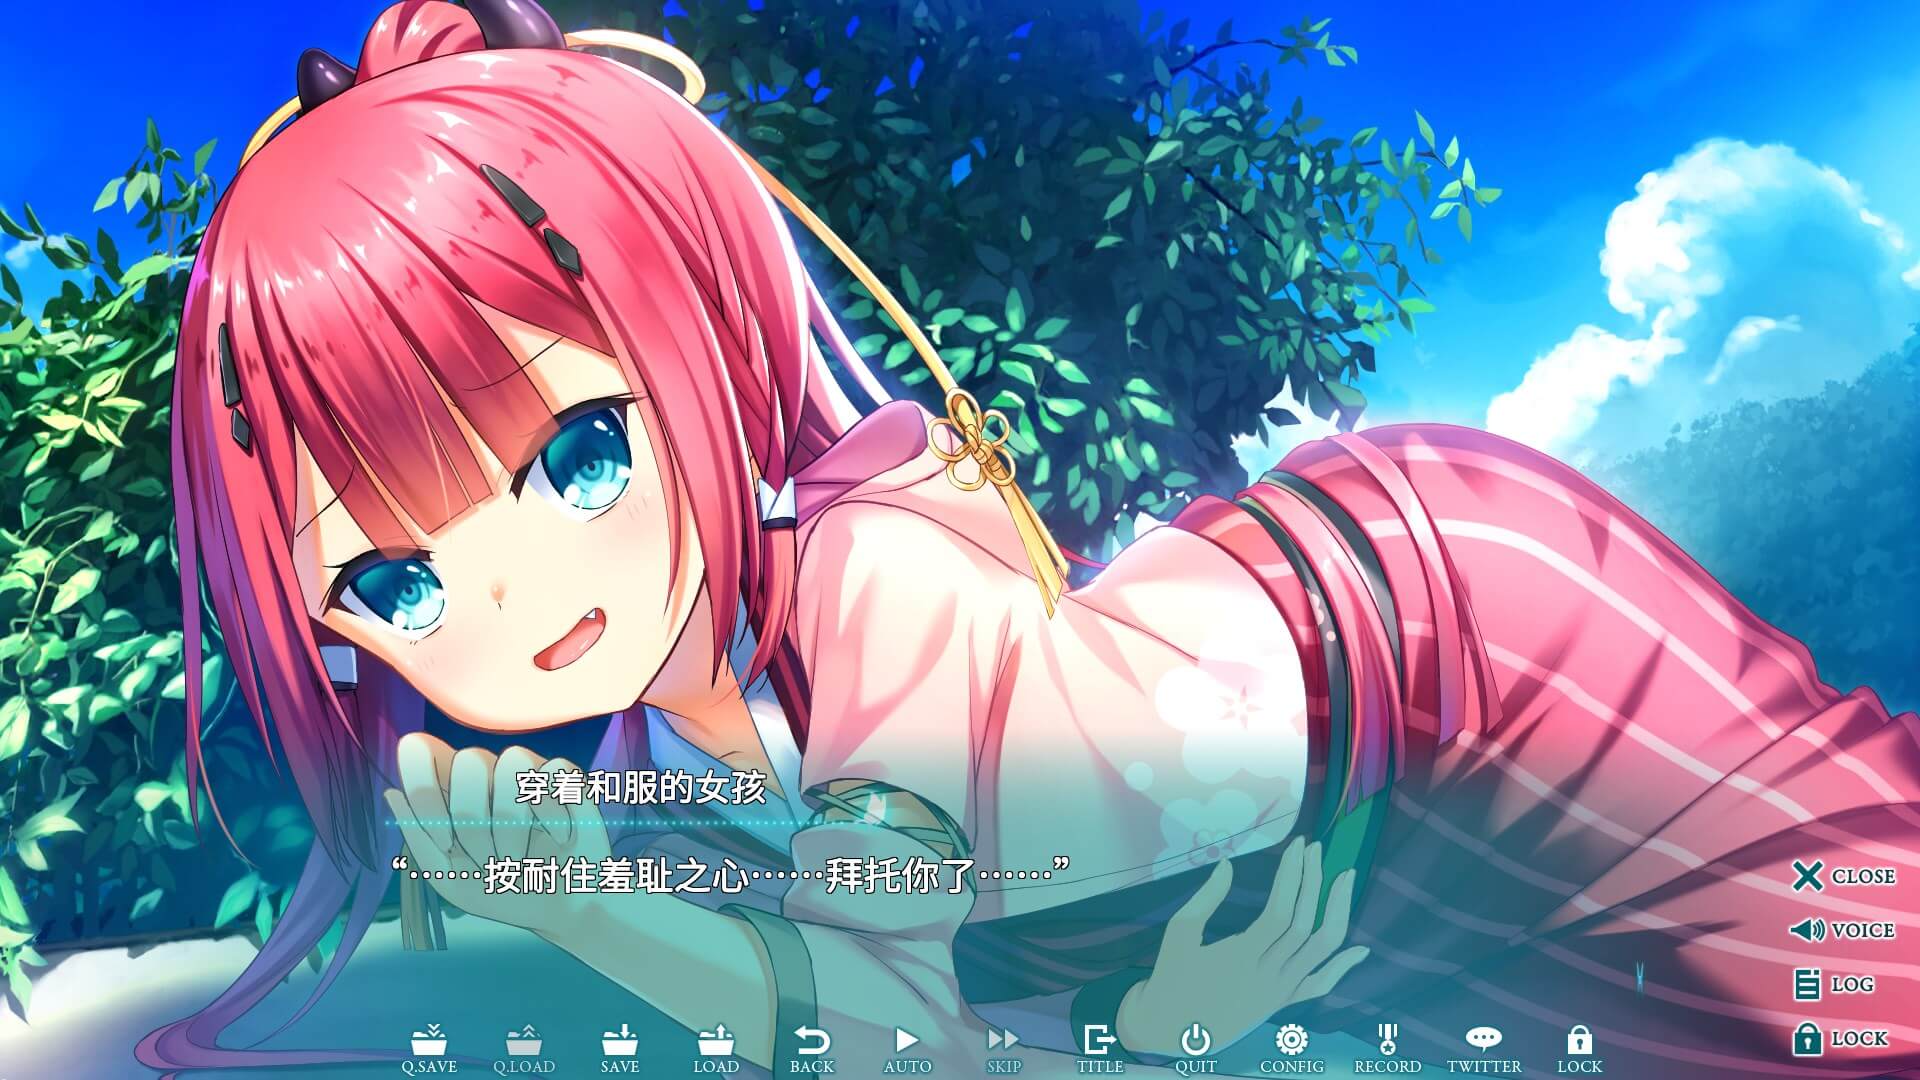 穿着和服的女孩
“……按耐住羞耻之心……拜托你了……”
CLOSE
VOICE
LOG
LOCK
Q.SAVE
Q.LOAD
SAVE
LOAD
BACK
AUTO
SKIP
TITLE
QUIT
CONFIG
RECORD
TWITTER
LOCK